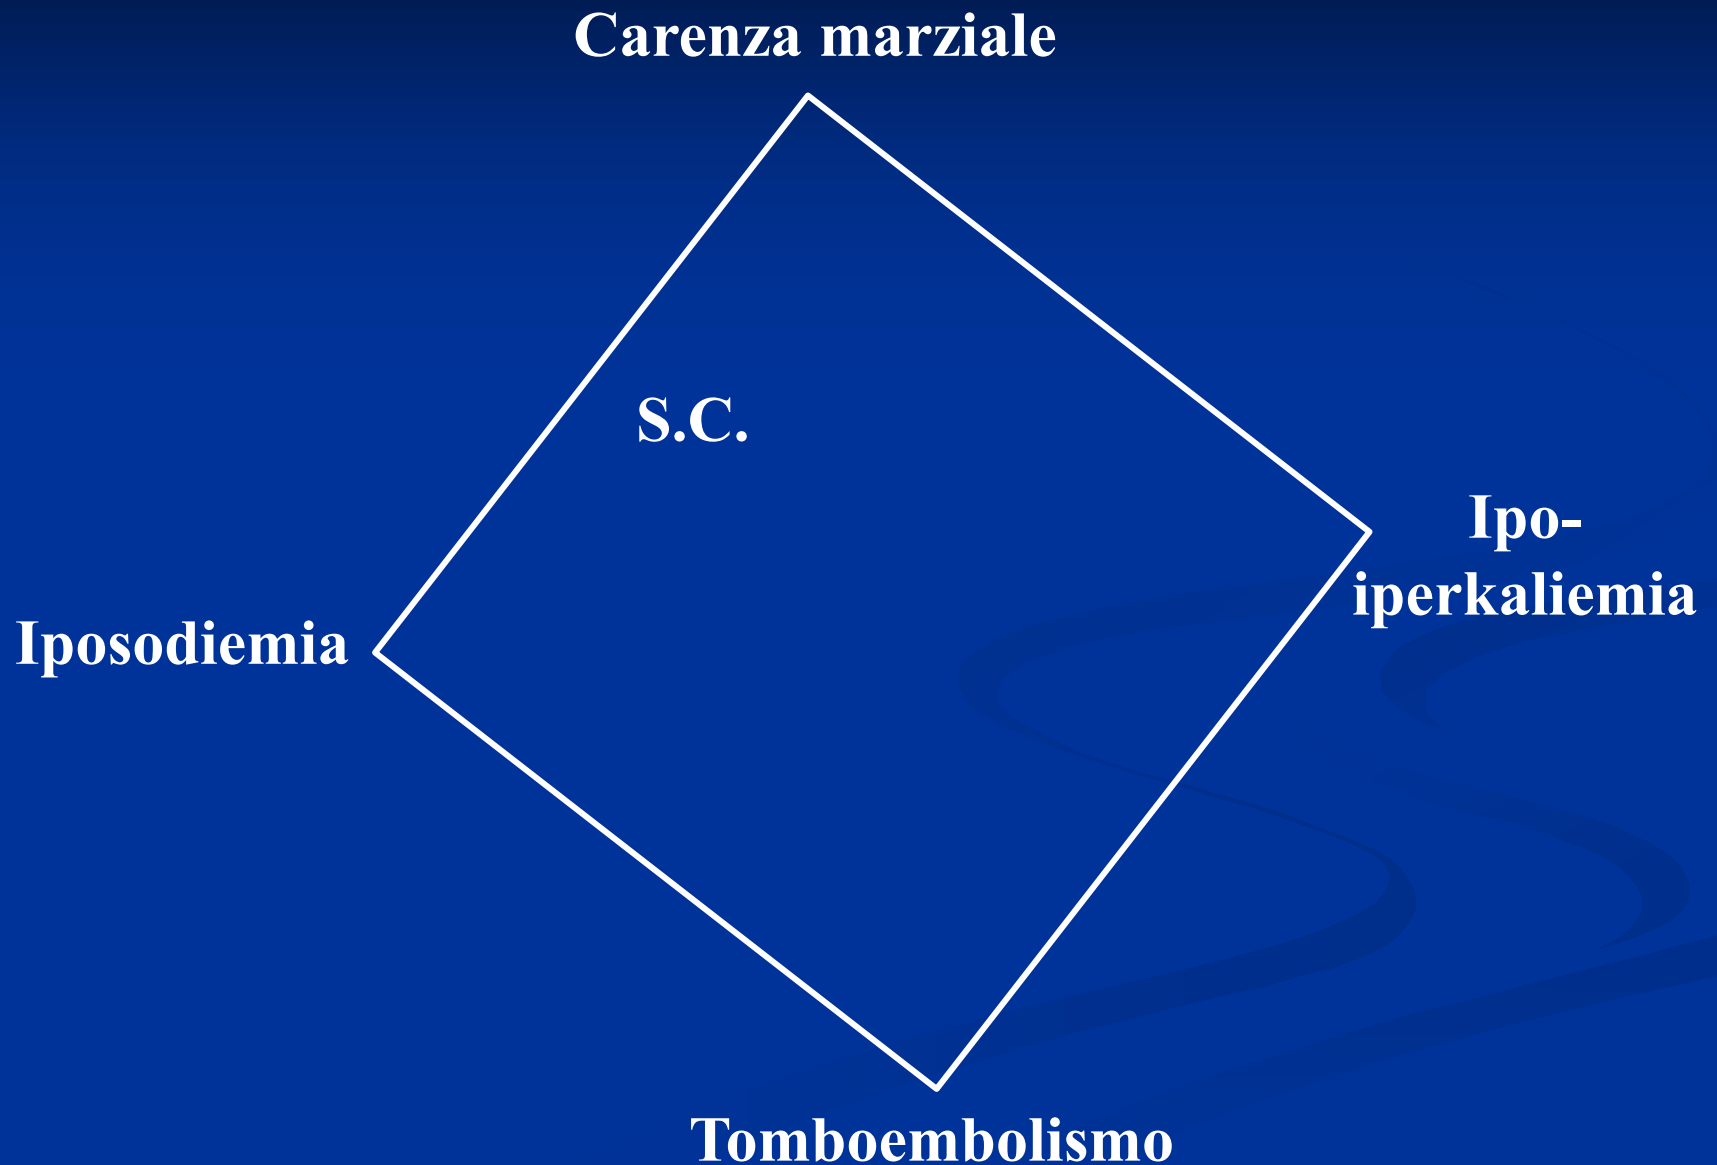 Carenza marziale
S.C.
Ipo-
iperkaliemia
Iposodiemia
Tomboembolismo